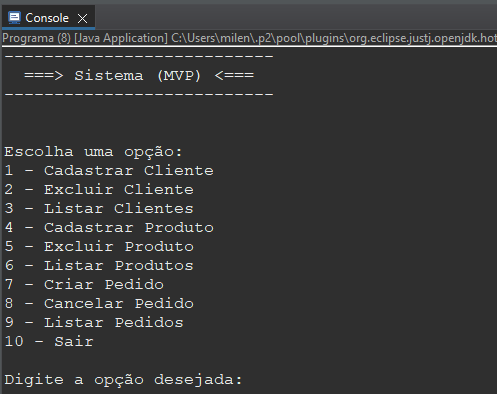 Console
Programa (8) [Java Application] C:\Users\milen\.p2\pool\plugins\org.eclipse.justj.openjdk.hot
----------------------------
===> Sistema (MVP) <===
----------------------------
Escolha uma opção:
1 - Cadastrar Cliente
2 - Excluir Cliente
3 - Listar Clientes
4 - Cadastrar Produto
5 - Excluir Produto
6 - Listar Produtos
7 - Criar Pedido
8 - Cancelar Pedido
9 - Listar Pedidos
10 - Sair
Digite a opção desejada: